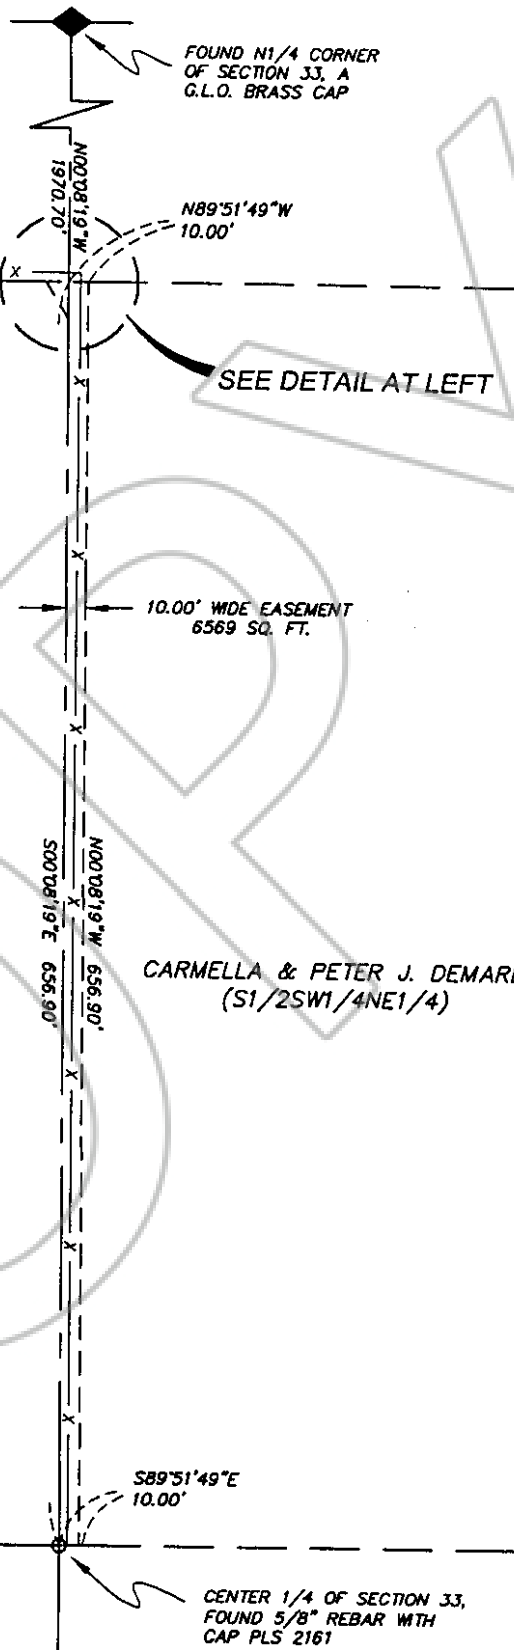 FOUND N1/4 CORNER
OF SECTION 33, A
G.L.O. BRASS CAP
N00°08'19"W
1970.70'
N89°51'49"W
10.00'
X
SEE DETAIL AT LEFT
X
X
10.00' WIDE EASEMENT
6569 SQ. FT.
X
S00°08'19"E 656.90'
N00°08'19"W 656.90'
X
CARMELLA & PETER J. DEMAR
(S1/2SW1/4NE1/4)
X
X
X
S89°51'49"E
10.00'
CENTER 1/4 OF SECTION 33,
FOUND 5/8" REBAR WITH
CAP PLS 2161